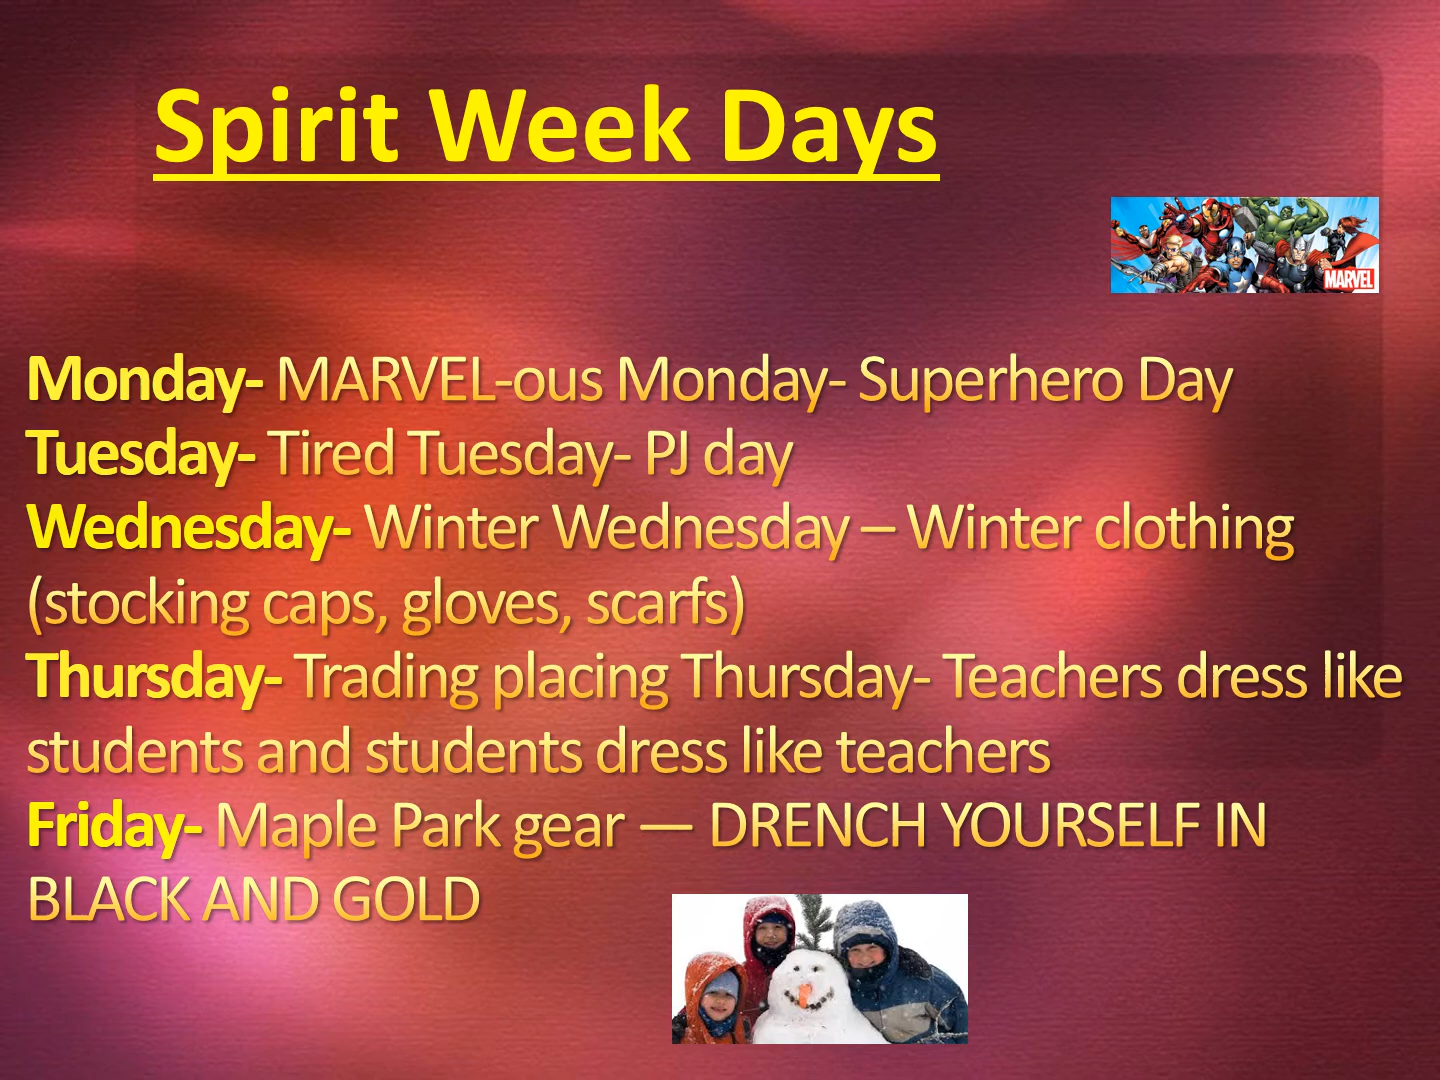 Spirit Week Days
MARVEL
Monday- MARVEL-ous Monday- Superhero Day
Tuesday- Tired Tuesday- PJ day
Wednesday- Winter Wednesday – Winter clothing
(stocking caps, gloves, scarfs)
Thursday- Trading placing Thursday- Teachers dress like
students and students dress like teachers
Friday- Maple Park gear — DRENCH YOURSELF IN
BLACK AND GOLD